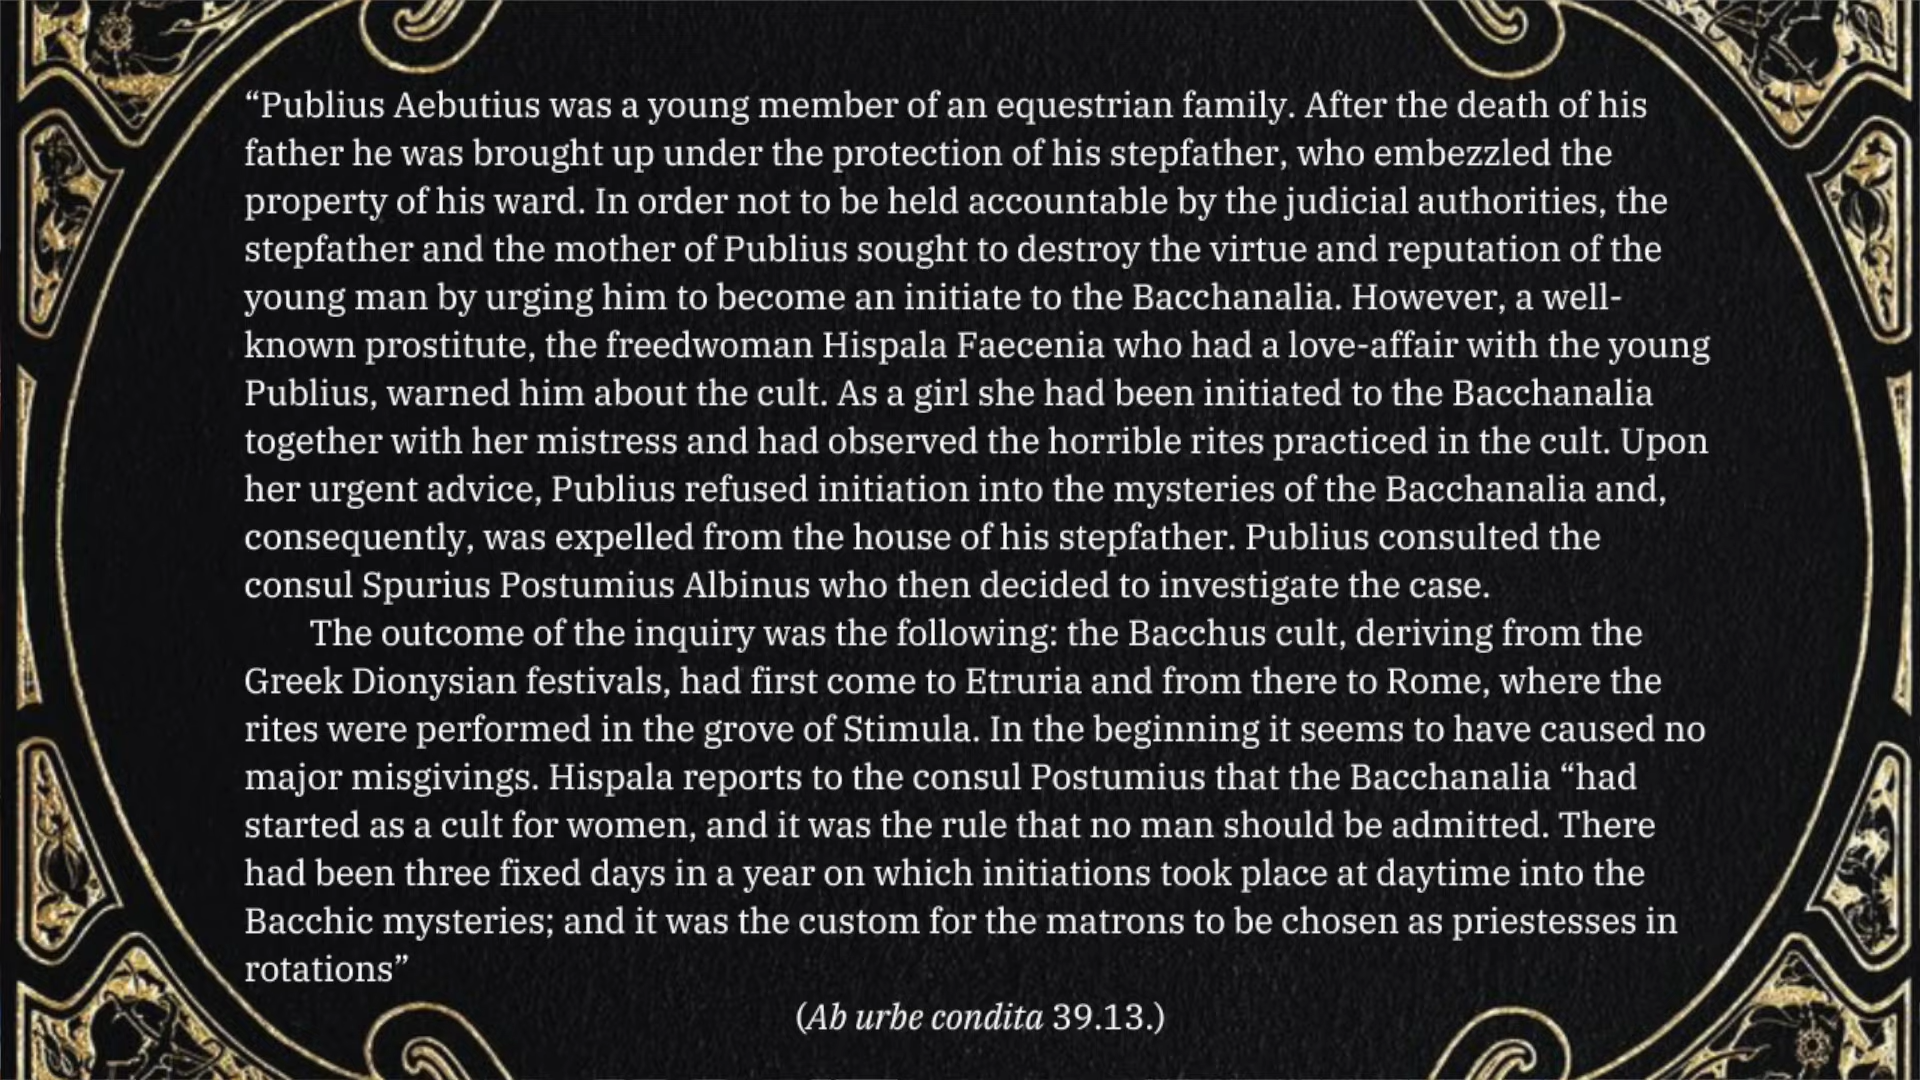 “Publius Aebutius was a young member of an equestrian family. After the death of his
father he was brought up under the protection of his stepfather, who embezzled the
property of his ward. In order not to be held accountable by the judicial authorities, the
stepfather and the mother of Publius sought to destroy the virtue and reputation of the
young man by urging him to become an initiate to the Bacchanalia. However, a well-
known prostitute, the freedwoman Hispala Faecenia who had a love-affair with the young
Publius, warned him about the cult. As a girl she had been initiated to the Bacchanalia
together with her mistress and had observed the horrible rites practiced in the cult. Upon
her urgent advice, Publius refused initiation into the mysteries of the Bacchanalia and,
consequently, was expelled from the house of his stepfather. Publius consulted the
consul Spurius Postumius Albinus who then decided to investigate the case.
The outcome of the inquiry was the following: the Bacchus cult, deriving from the
Greek Dionysian festivals, had first come to Etruria and from there to Rome, where the
rites were performed in the grove of Stimula. In the beginning it seems to have caused no
major misgivings. Hispala reports to the consul Postumius that the Bacchanalia “had
started as a cult for women, and it was the rule that no man should be admitted. There
had been three fixed days in a year on which initiations took place at daytime into the
Bacchic mysteries; and it was the custom for the matrons to be chosen as priestesses in
rotations”
(Ab urbe condita 39.13.)